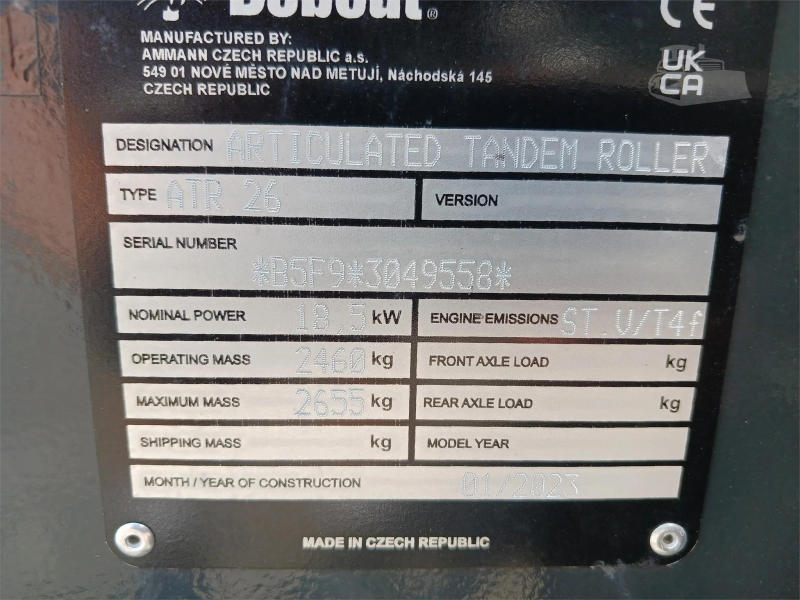 Bobcat®
CE
MANUFACTURED BY:
AMMANN CZECH REPUBLIC a.s.
549 01 NOVÉ MĚSTO NAD METUJÍ, Náchodská 145
CZECH REPUBLIC
UK
CA
DESIGNATION ARTICULATED TANDEM ROLLER
TYPE ATR 26 VERSION
SERIAL NUMBER
*B5F9*3049558*
NOMINAL POWER 18,5 kW ENGINE EMISSIONS ST.V/T4f
OPERATING MASS 2460 kg FRONT AXLE LOAD kg
MAXIMUM MASS 2655 kg REAR AXLE LOAD kg
SHIPPING MASS kg MODEL YEAR
MONTH / YEAR OF CONSTRUCTION 01/2023
MADE IN CZECH REPUBLIC